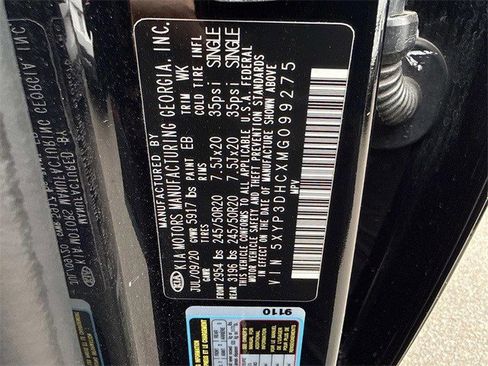 KIA
MANUFACTURED BY
KIA MOTORS MANUFACTURING GEORGIA, INC.
JUL/09/20 GVWR 5917 lbs PAINT EB TRIM WK
GAWR TIRES RIMS COLD TIRE INFL
FRONT 2954 lbs 245/50R20 7.5Jx20 35psi SINGLE
REAR 3196 lbs 245/50R20 7.5Jx20 35psi SINGLE
THIS VEHICLE CONFORMS TO ALL APPLICABLE U.S.A. FEDERAL
MOTOR VEHICLE SAFETY AND THEFT PREVENTION STANDARDS
IN EFFECT ON THE DATE OF MANUFACTURE SHOWN ABOVE
VIN 5XYP3DHCXMG099275
MPV
9110